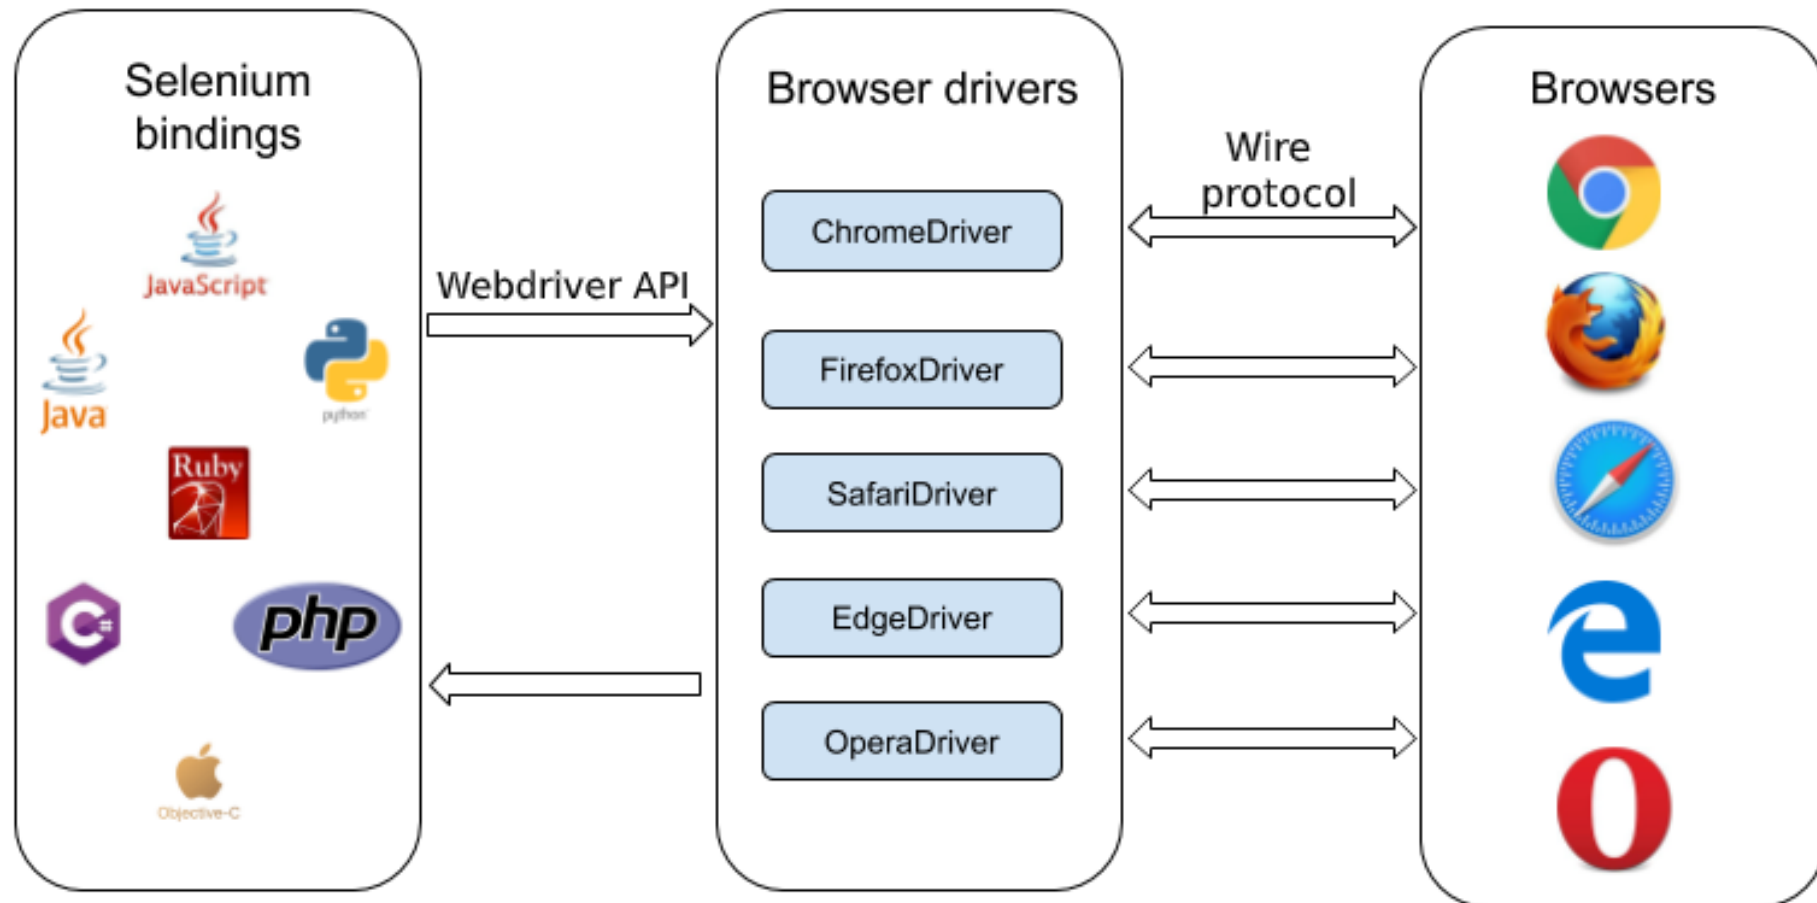 Selenium
bindings
JavaScript
Java
python
Ruby
C#
php
Objective-C
Webdriver API
Browser drivers
ChromeDriver
FirefoxDriver
SafariDriver
EdgeDriver
OperaDriver
Wire
protocol
Browsers